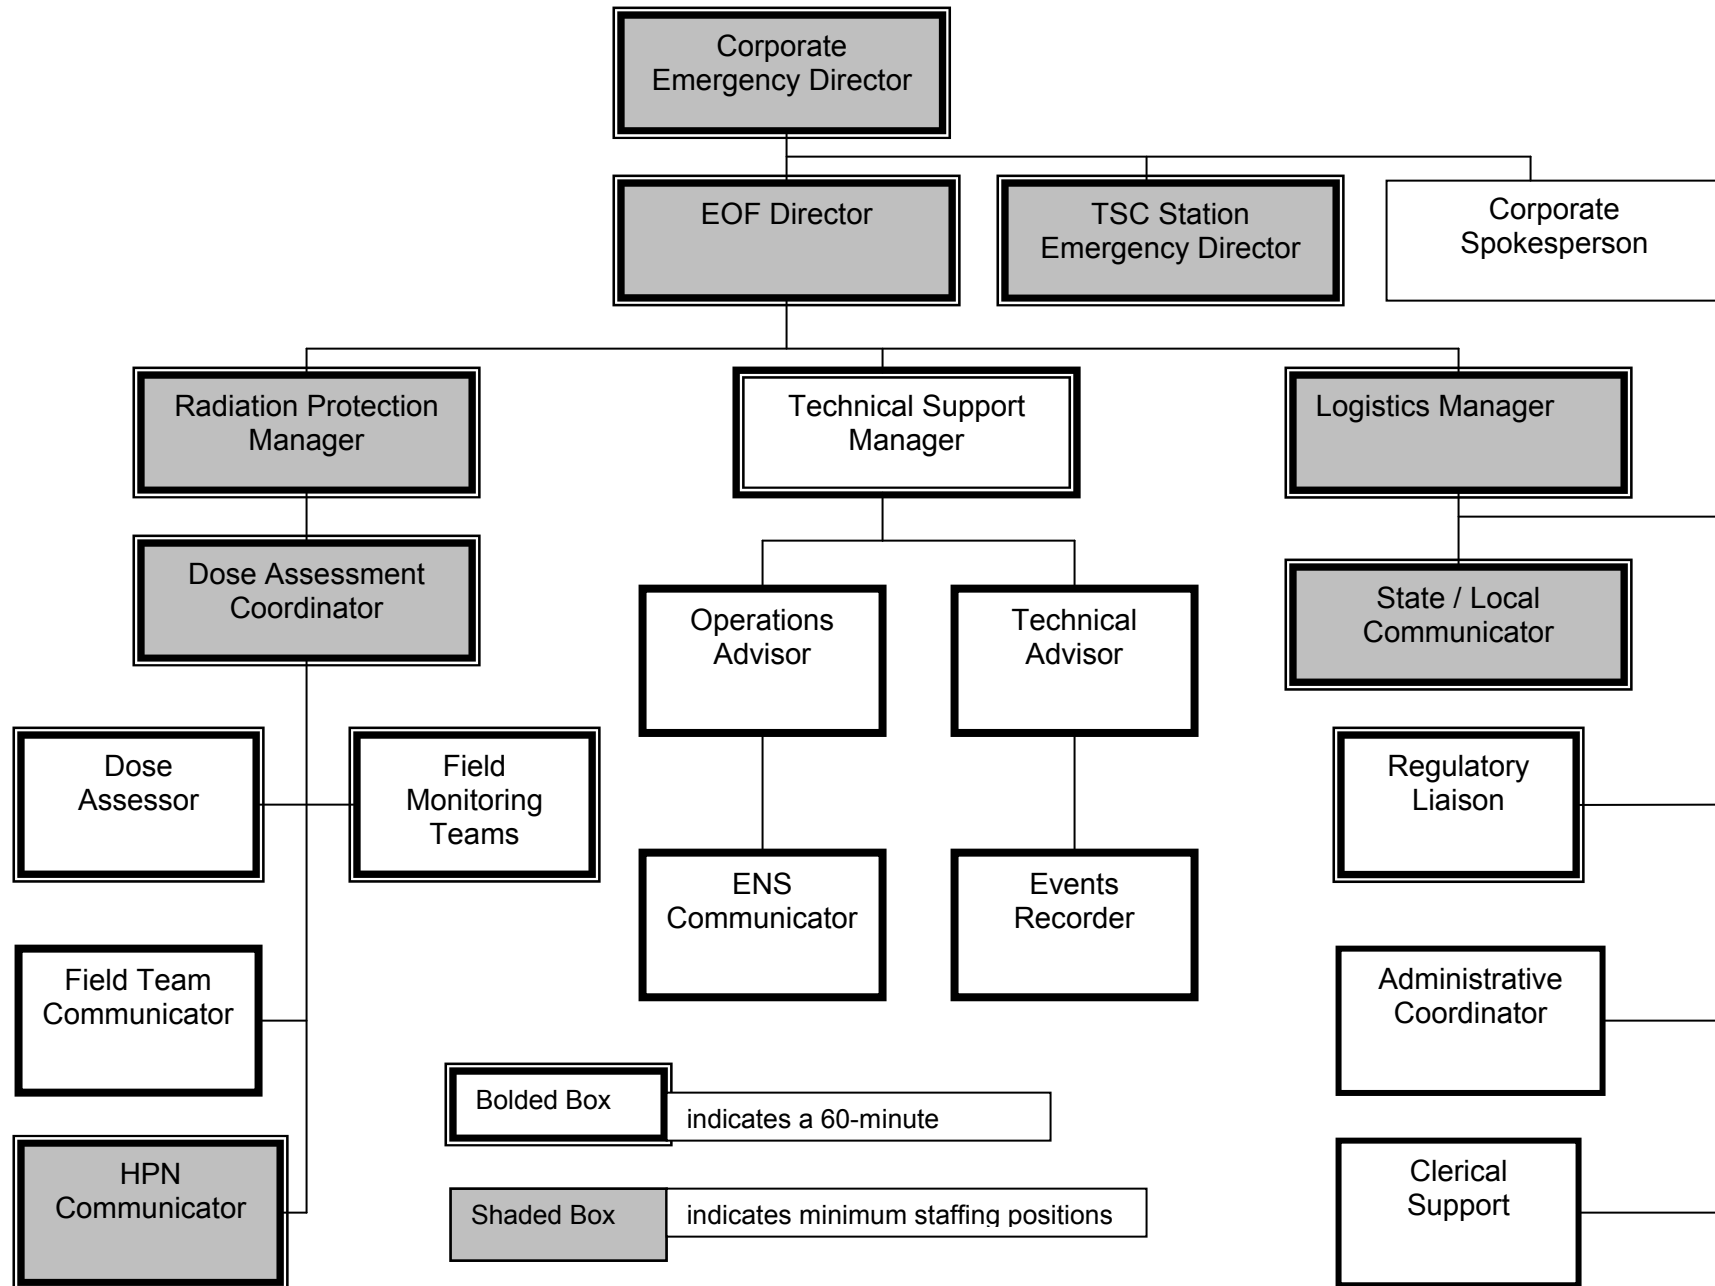 Corporate
Emergency Director
EOF Director
TSC Station
Emergency Director
Corporate
Spokesperson
Radiation Protection
Manager
Technical Support
Manager
Logistics Manager
Dose Assessment
Coordinator
Operations
Advisor
Technical
Advisor
State / Local
Communicator
Dose
Assessor
Field
Monitoring
Teams
Regulatory
Liaison
ENS
Communicator
Events
Recorder
Field Team
Communicator
Administrative
Coordinator
Bolded Box
indicates a 60-minute
HPN
Communicator
Clerical
Support
Shaded Box
indicates minimum staffing positions